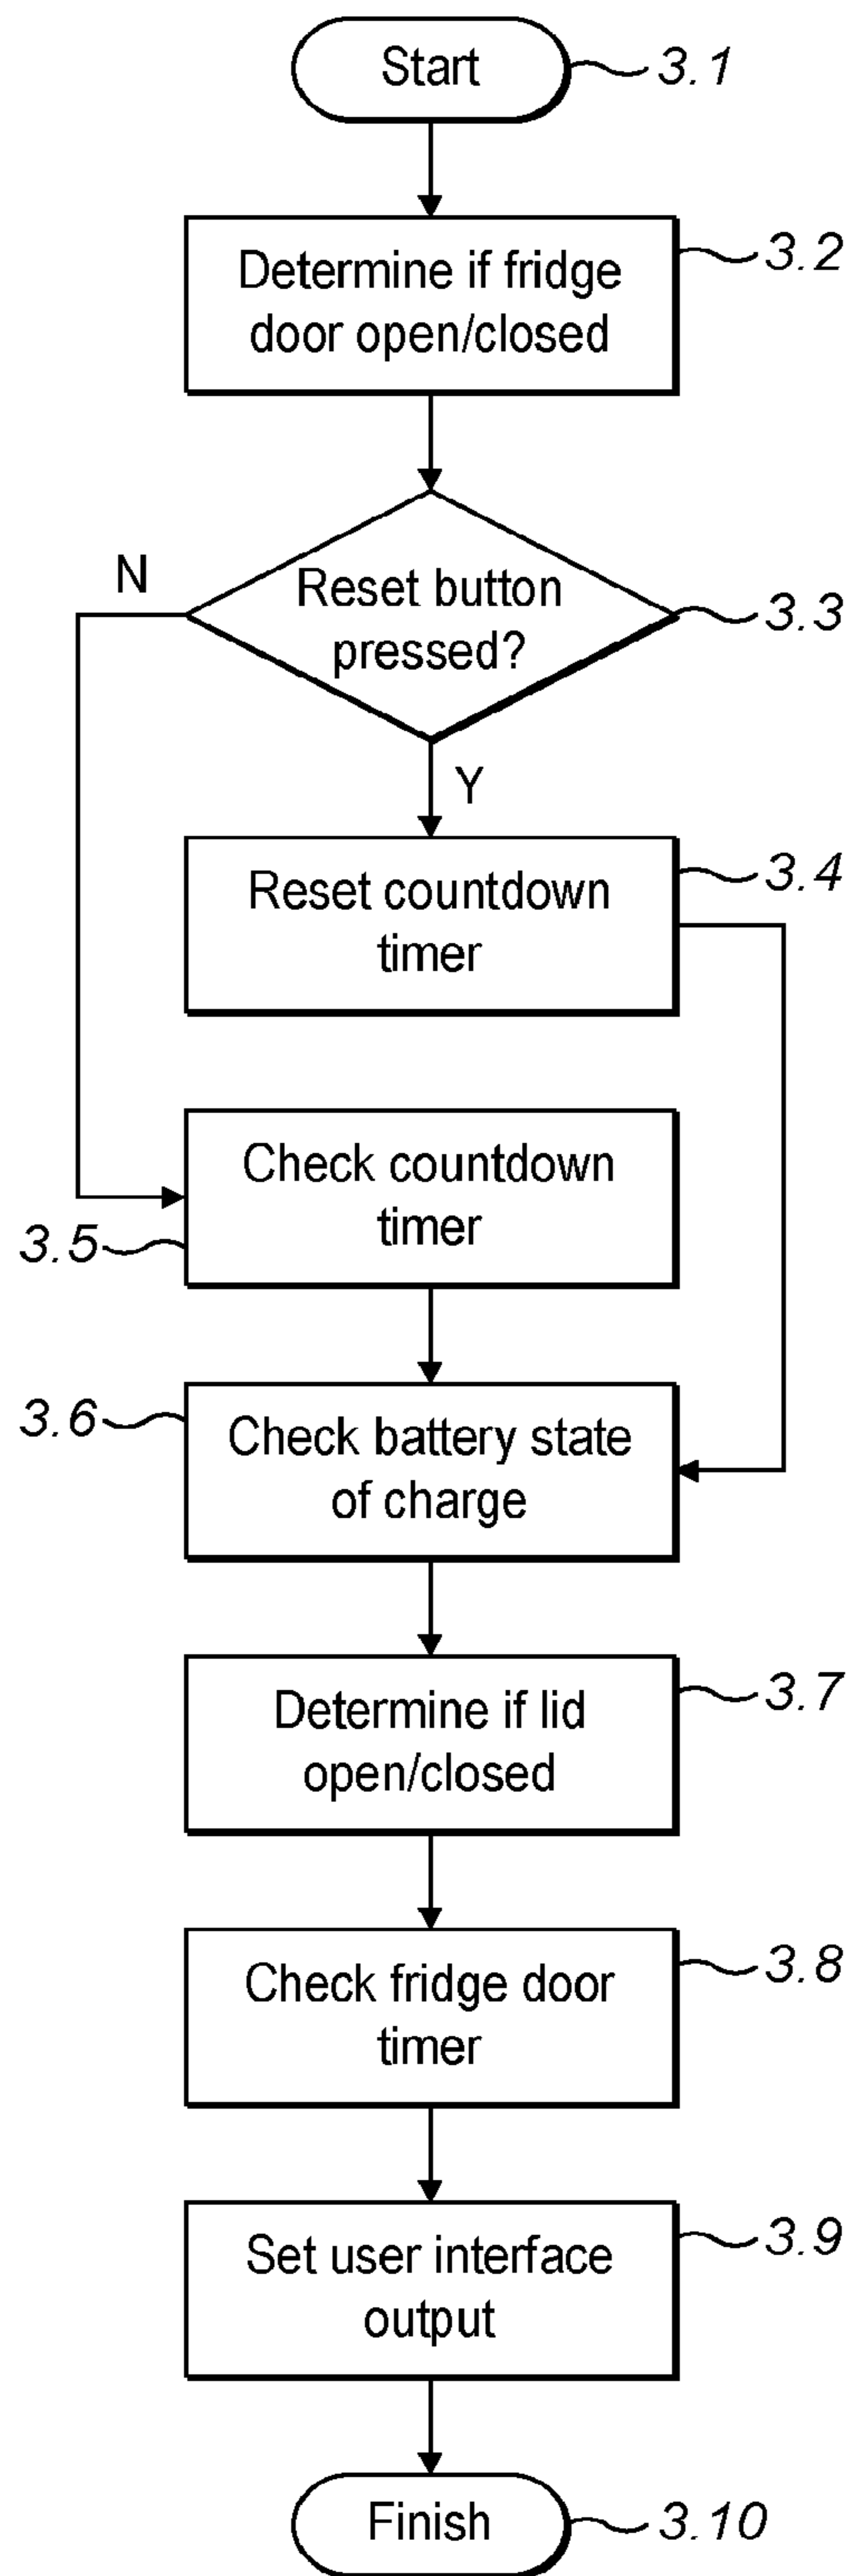 Start
3.1
Determine if fridge
door open/closed
3.2
N
Reset button
pressed?
3.3
Y
Reset countdown
timer
3.4
Check countdown
timer
3.5
3.6
Check battery state
of charge
Determine if lid
open/closed
3.7
Check fridge door
timer
3.8
Set user interface
output
3.9
Finish
3.10